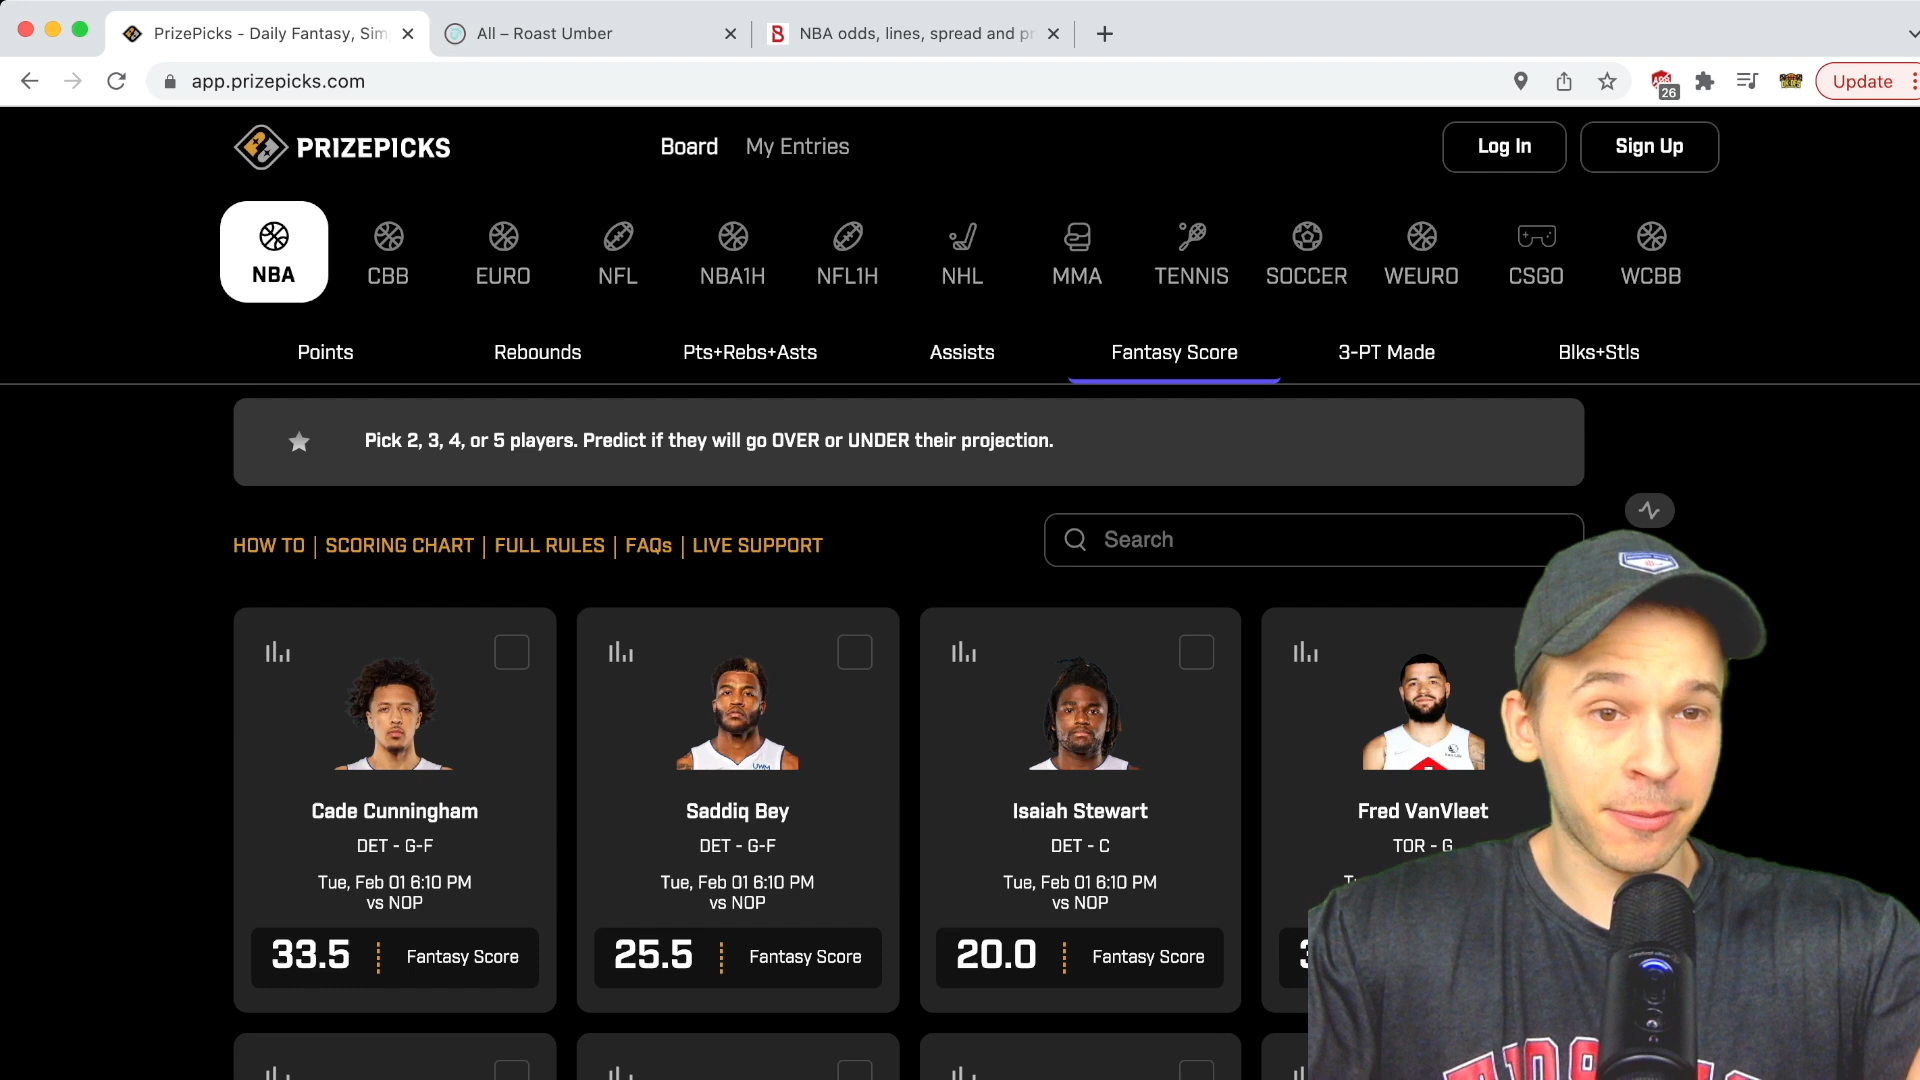 PrizePicks - Daily Fantasy, Sim
All – Roast Umber
NBA odds, lines, spread and pr
app.prizepicks.com
26
Update
PRIZEPICKS
Board
My Entries
Log In
Sign Up
NBA
CBB
EURO
NFL
NBA1H
NFL1H
NHL
MMA
TENNIS
SOCCER
WEURO
CSGO
WCBB
Points
Rebounds
Pts+Rebs+Asts
Assists
Fantasy Score
3-PT Made
Blks+Stls
Pick 2, 3, 4, or 5 players. Predict if they will go OVER or UNDER their projection.
HOW TO | SCORING CHART | FULL RULES | FAQs | LIVE SUPPORT
Search
Cade Cunningham
DET - G-F
Tue, Feb 01 6:10 PM
vs NOP
33.5
Fantasy Score
Saddiq Bey
DET - G-F
Tue, Feb 01 6:10 PM
vs NOP
25.5
Fantasy Score
Isaiah Stewart
DET - C
Tue, Feb 01 6:10 PM
vs NOP
20.0
Fantasy Score
Fred VanVleet
TOR - G